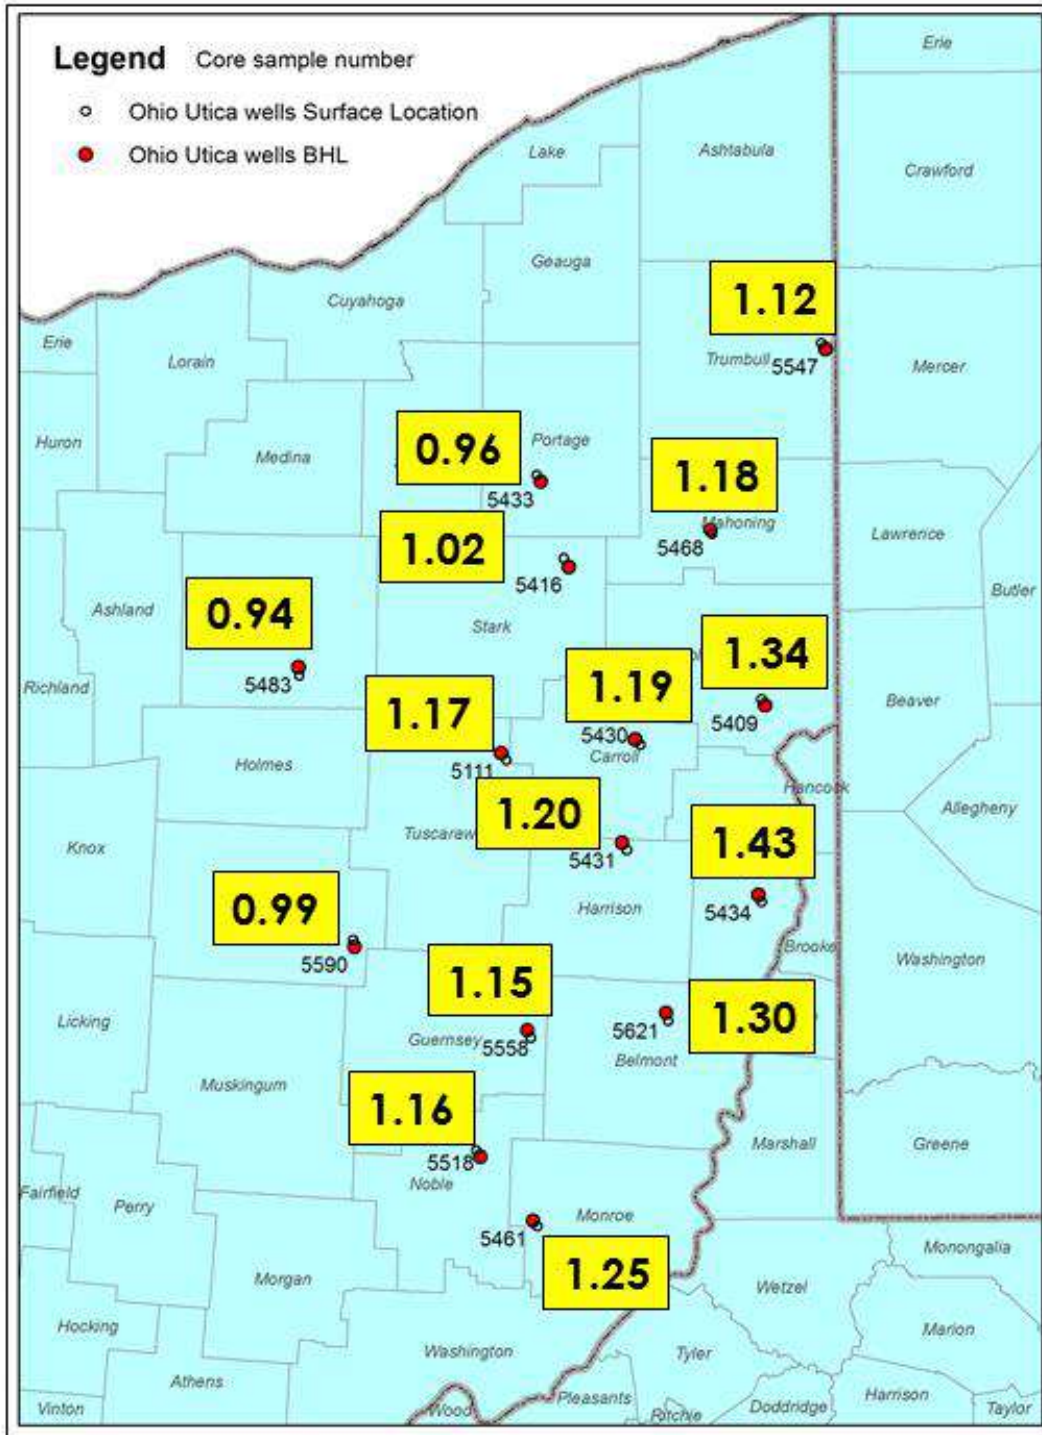 Legend Core sample number
Ohio Utica wells Surface Location
Ohio Utica wells BHL
Erie
Lake
Ashtabula
Crawford
Geauga
Cuyahoga
1.12
Erie
Lorain
Trumbull
5547
Mercer
Huron
Medina
0.96
Portage
5433
1.18
Mahoning
5468
Lawrence
1.02
5416
Butler
Ashland
0.94
Stark
5483
1.34
5409
Richland
1.19
5430
Carroll
Beaver
1.17
5111
Holmes
Hancock
Allegheny
1.20
5431
Tuscaraw
Knox
1.43
5434
Harrison
0.99
5590
Brooke
Washington
1.15
5558
Guernsey
5621
1.30
Belmont
Licking
Muskingum
1.16
5518
Noble
Marshall
Greene
Fairfield
Perry
Monroe
5461
1.25
Monongalia
Morgan
Wetzel
Hocking
Marion
Washington
Tyler
Athens
Vinton
Wood
Pleasants
Ritchie
Doddridge
Harrison
Taylor